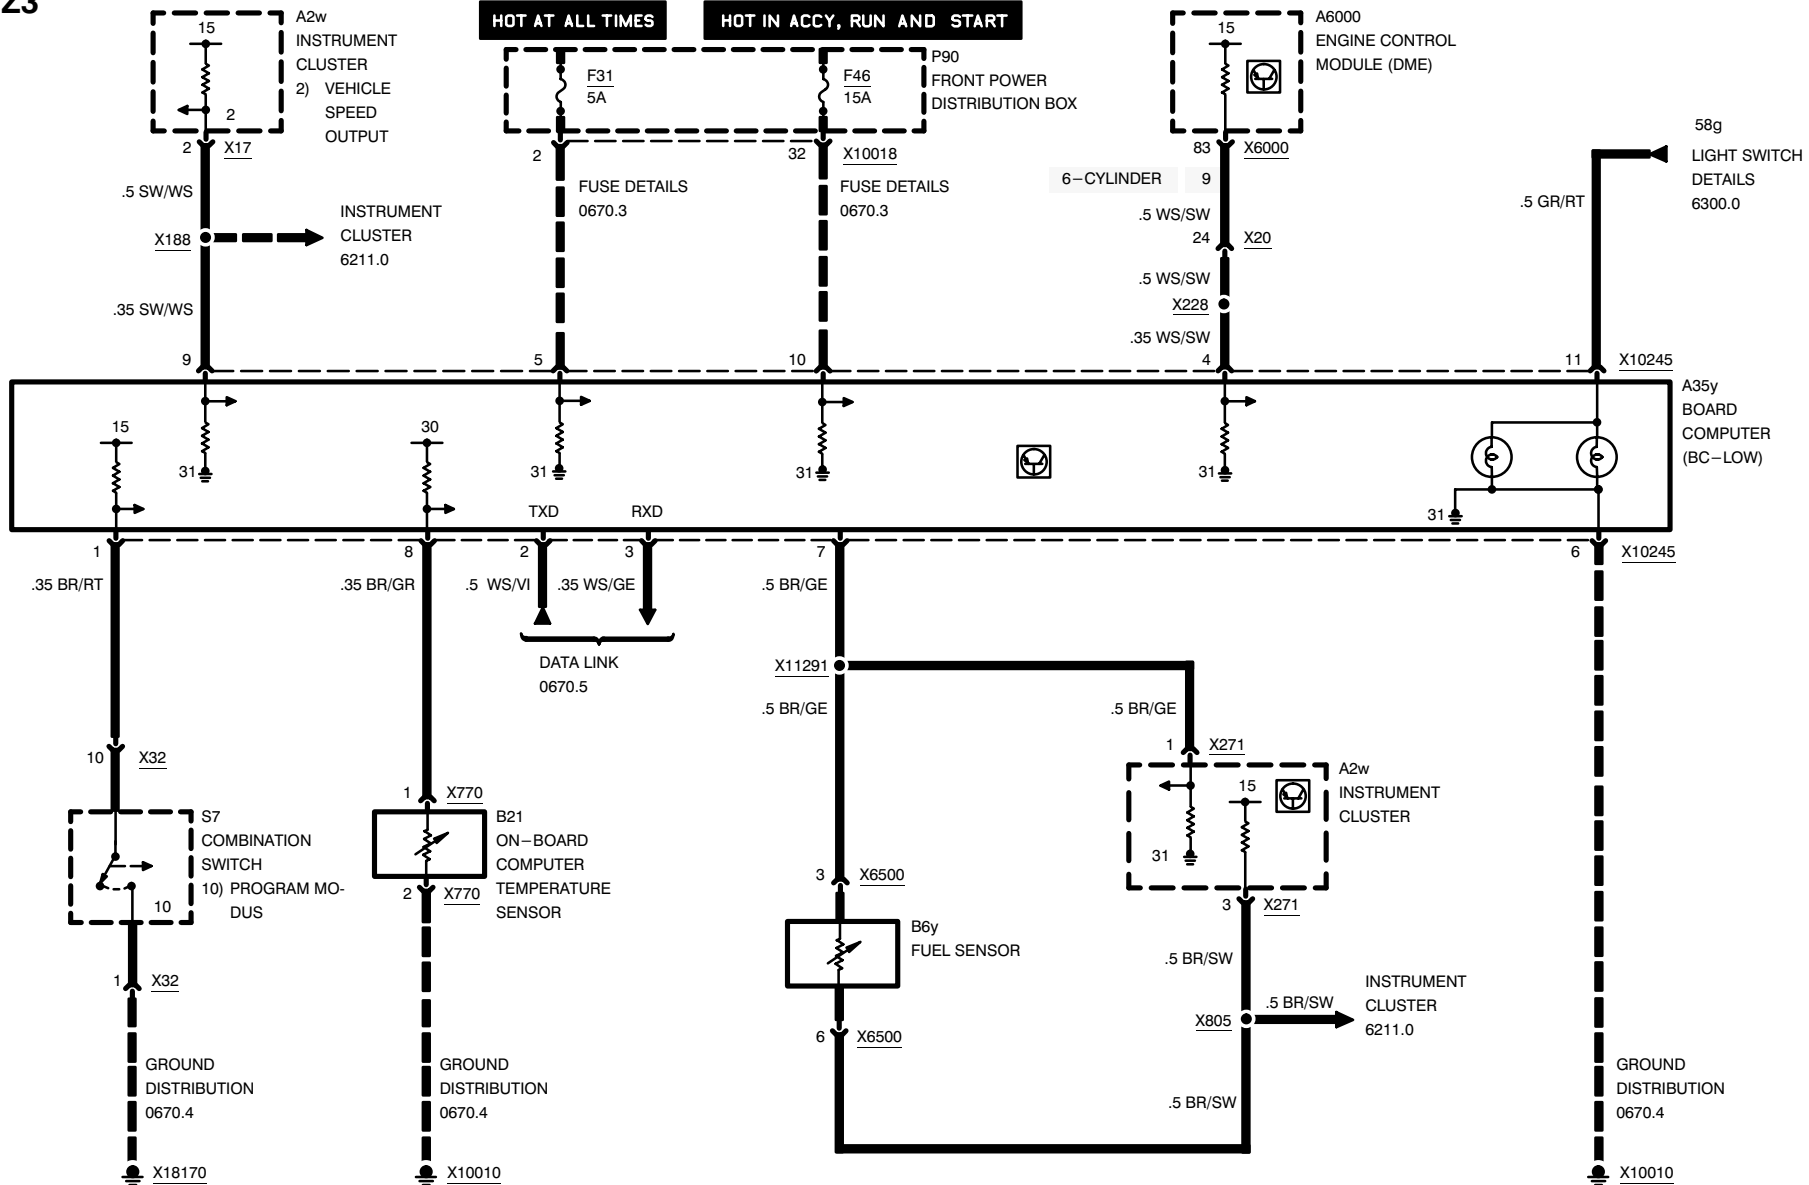 Z3
A2w
INSTRUMENT
CLUSTER
2) VEHICLE
SPEED
OUTPUT
15
2
2
X17
.5 SW/WS
X188
INSTRUMENT
CLUSTER
6211.0
.35 SW/WS
9
HOT AT ALL TIMES
HOT IN ACCY, RUN AND START
F31
5A
F46
15A
P90
FRONT POWER
DISTRIBUTION BOX
2
32
X10018
FUSE DETAILS
0670.3
FUSE DETAILS
0670.3
5
10
A6000
ENGINE CONTROL
MODULE (DME)
15
83
X6000
6−CYLINDER
9
.5 WS/SW
24
X20
.5 WS/SW
X228
.35 WS/SW
4
58g
LIGHT SWITCH
DETAILS
6300.0
.5 GR/RT
11
X10245
A35y
BOARD
COMPUTER
(BC−LOW)
15
31
30
31
31
31
31
TXD
RXD
1
8
2
3
7
6
X10245
.35 BR/RT
.35 BR/GR
.5 WS/VI
.35 WS/GE
.5 BR/GE
DATA LINK
0670.5
X11291
.5 BR/GE
.5 BR/GE
1
X271
A2w
INSTRUMENT
CLUSTER
15
31
3
X271
10
X32
S7
COMBINATION
SWITCH
10) PROGRAM MO-
DUS
10
1
X32
1
X770
B21
ON−BOARD
COMPUTER
TEMPERATURE
SENSOR
2
X770
3
X6500
B6y
FUEL SENSOR
6
X6500
.5 BR/SW
X805
.5 BR/SW
INSTRUMENT
CLUSTER
6211.0
.5 BR/SW
GROUND
DISTRIBUTION
0670.4
GROUND
DISTRIBUTION
0670.4
GROUND
DISTRIBUTION
0670.4
X18170
X10010
X10010